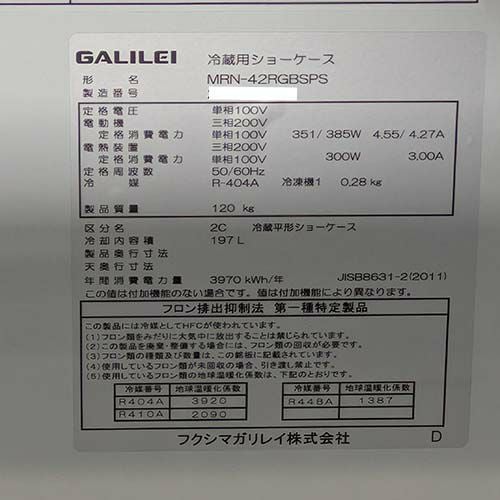 GALILEI 冷蔵用ショーケース
形名 MRN-42RGBSPS
製造番号
定格電圧 単相100V
電動機 三相200V
定格消費電力 単相100V 351/385W 4.55/4.27A
電熱装置 三相200V
定格消費電力 単相100V 300W 3.00A
定格周波数 50/60Hz
冷媒 R-404A 冷凍機1 0.28 kg
製品質量 120 kg
区分名 2C 冷蔵平形ショーケース
冷却内容積 197 L
製品奥行寸法
天奥行寸法
年間消費電力量 3970 kWh/年 JISB8631-2(2011)
この値は付加機能のない場合です。値は付加機能により異なります。
フロン排出抑制法 第一種特定製品
この製品には冷媒としてHFCが使われています。
(1)フロン類をみだりに大気中に放出することは禁じられています。
(2)この製品を廃棄・整備する場合には、フロン類の回収が必要です。
(3)フロン類の種類及び数量は、この銘板に記載されています。
(4)使用しているフロン類が未回収の場合、引き渡し禁止です。
(5)使用しているフロン類の地球温暖化係数は、下記のとおりです。
冷媒番号 地球温暖化係数 冷媒番号 地球温暖化係数
R404A 3920 R448A 1387
R410A 2090
フクシマガリレイ株式会社 D